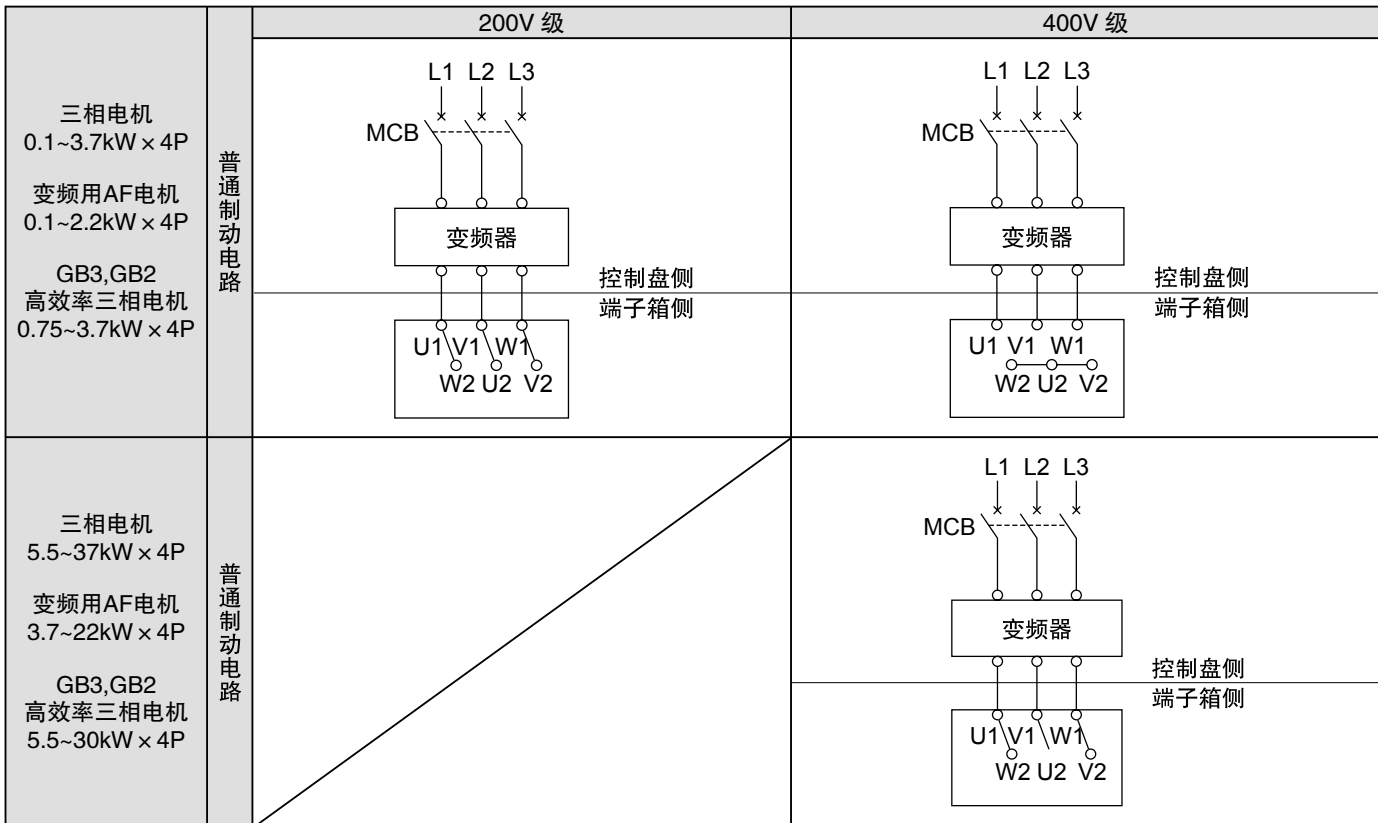 200V 级
400V 级
三相电机
0.1~3.7kW × 4P
变频用AF电机
0.1~2.2kW × 4P
GB3,GB2
高效率三相电机
0.75~3.7kW × 4P
普通制动电路
L1 L2 L3
MCB
变频器
控制盘侧
端子箱侧
U1 V1 W1
W2 U2 V2
L1 L2 L3
MCB
变频器
控制盘侧
端子箱侧
U1 V1 W1
W2 U2 V2
三相电机
5.5~37kW × 4P
变频用AF电机
3.7~22kW × 4P
GB3,GB2
高效率三相电机
5.5~30kW × 4P
普通制动电路
L1 L2 L3
MCB
变频器
控制盘侧
端子箱侧
U1 V1 W1
W2 U2 V2